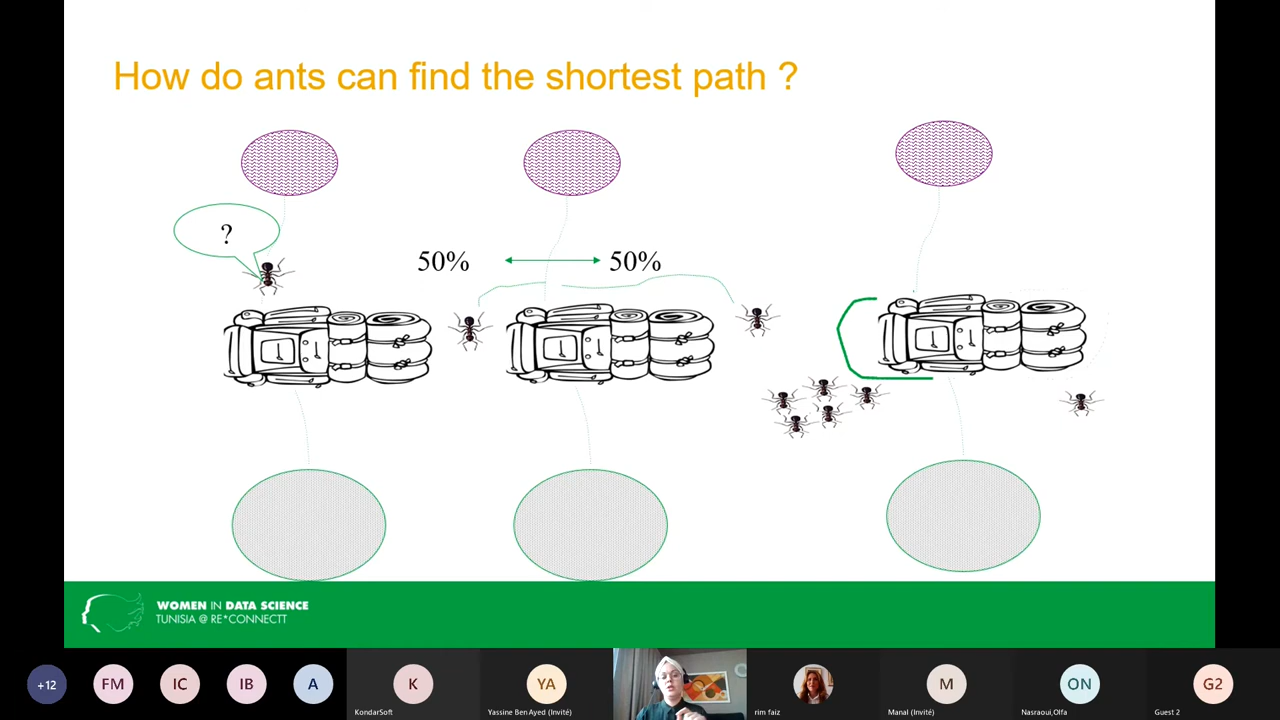 How do ants can find the shortest path ?
?
50%
50%
WOMEN IN DATA SCIENCE
TUNISIA @ RE*CONNECTT
+12
FM
IC
IB
A
K
KondarSoft
YA
Yassine Ben Ayed (Invité)
rim faiz
M
Manal (Invité)
ON
Nasraoui,Olfa
G2
Guest 2